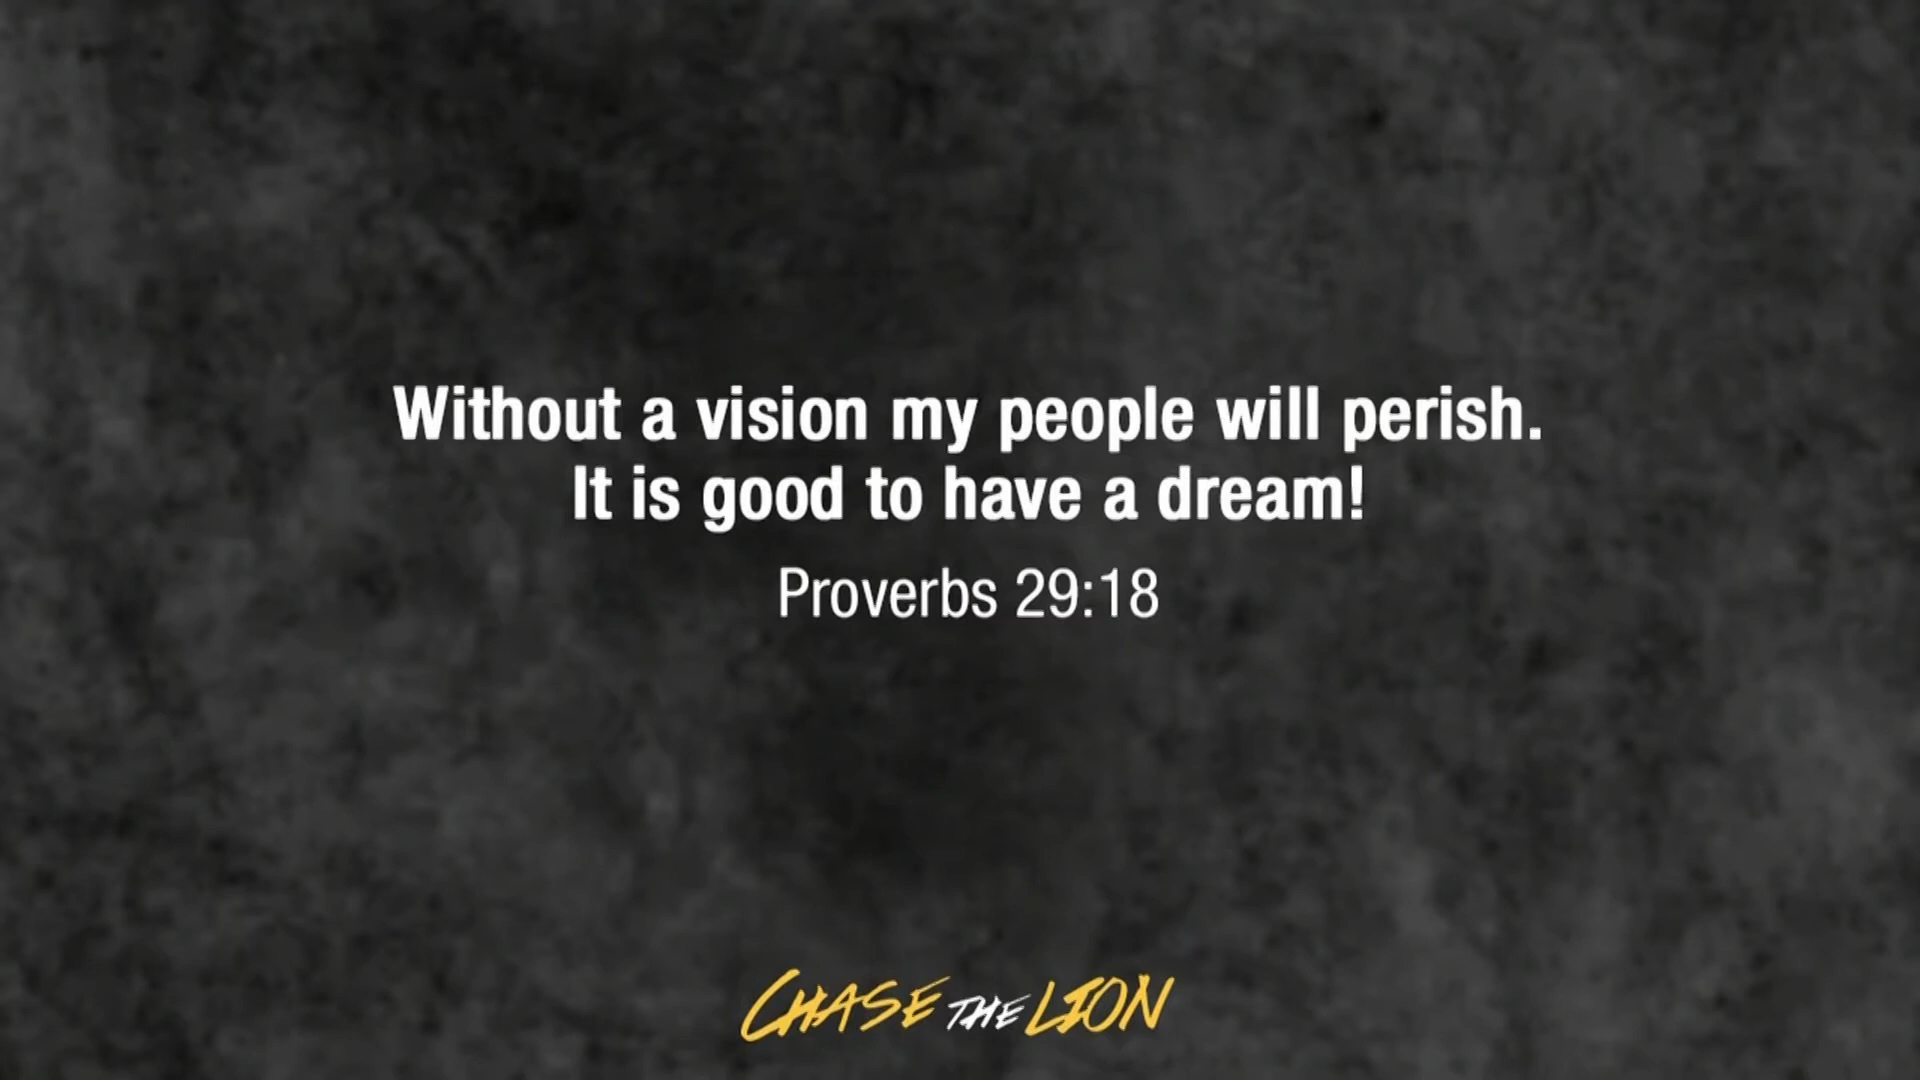 Without a vision my people will perish.
It is good to have a dream!
Proverbs 29:18
CHASE THE LION